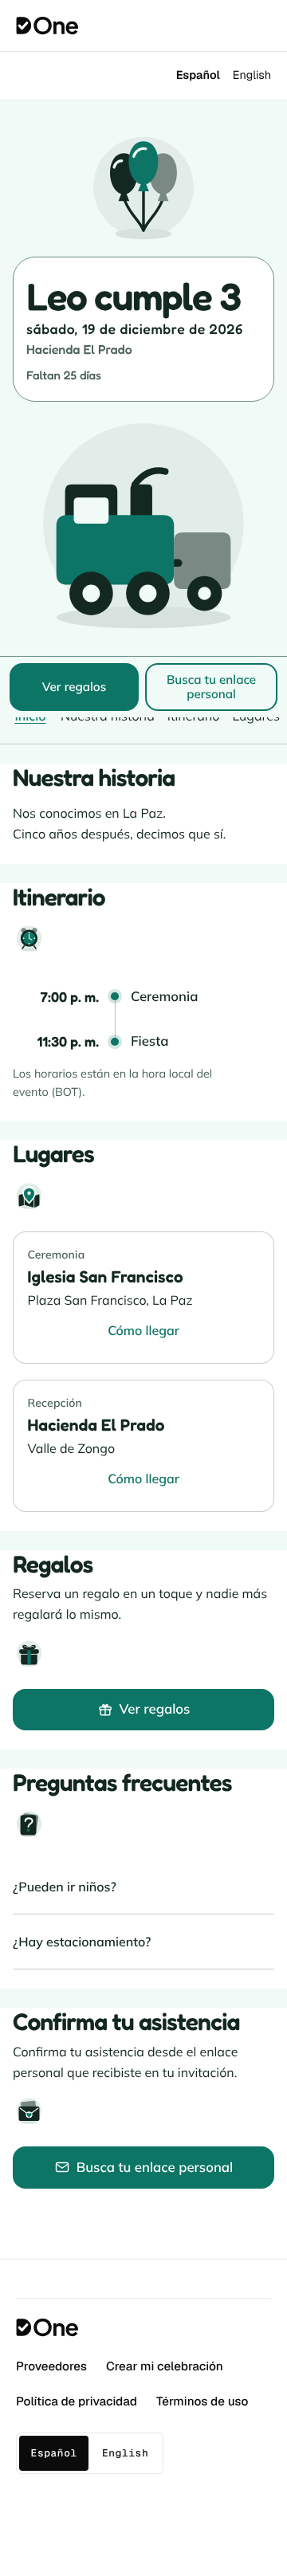 One
Español English
Leo cumple 3
sábado, 19 de diciembre de 2026
Hacienda El Prado
Faltan 25 días
Ver regalos
Busca tu enlace
personal
Inicio Nuestra historia Itinerario Lugares
Nuestra historia
Nos conocimos en La Paz.
Cinco años después, decimos que sí.
Itinerario
7:00 p. m. Ceremonia
11:30 p. m. Fiesta
Los horarios están en la hora local del
evento (BOT).
Lugares
Ceremonia
Iglesia San Francisco
Plaza San Francisco, La Paz
Cómo llegar
Recepción
Hacienda El Prado
Valle de Zongo
Cómo llegar
Regalos
Reserva un regalo en un toque y nadie más
regalará lo mismo.
Ver regalos
Preguntas frecuentes
¿Pueden ir niños?
¿Hay estacionamiento?
Confirma tu asistencia
Confirma tu asistencia desde el enlace
personal que recibiste en tu invitación.
Busca tu enlace personal
One
Proveedores Crear mi celebración
Política de privacidad Términos de uso
Español English